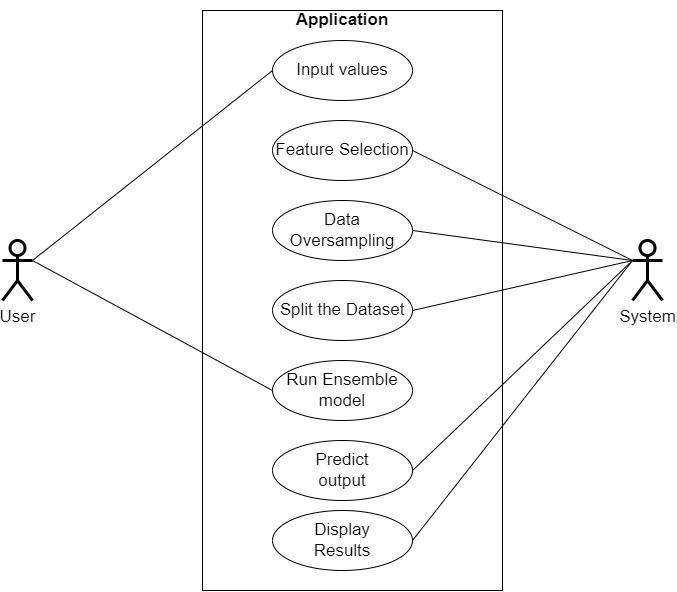 Application
Input values
Feature Selection
Data
Oversampling
Split the Dataset
User
System
Run Ensemble
model
Predict
output
Display
Results